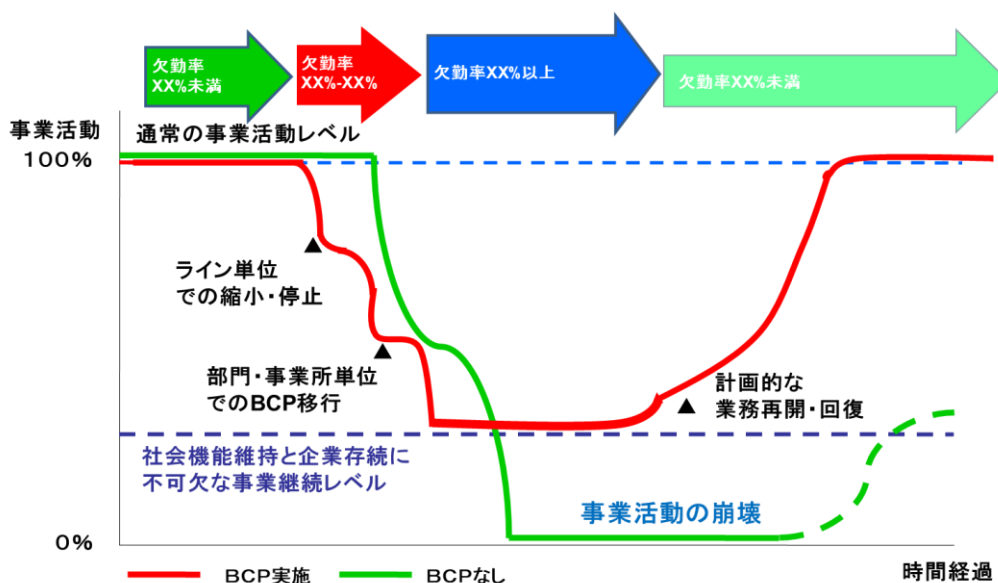 欠勤率
XX%未満
欠勤率
XX%-XX%
欠勤率XX%以上
欠勤率XX%未満
事業活動
通常の事業活動レベル
100%
ライン単位
での縮小・停止
部門・事業所単位
でのBCP移行
計画的な
業務再開・回復
社会機能維持と企業存続に
不可欠な事業継続レベル
事業活動の崩壊
0%
時間経過
BCP実施
BCPなし